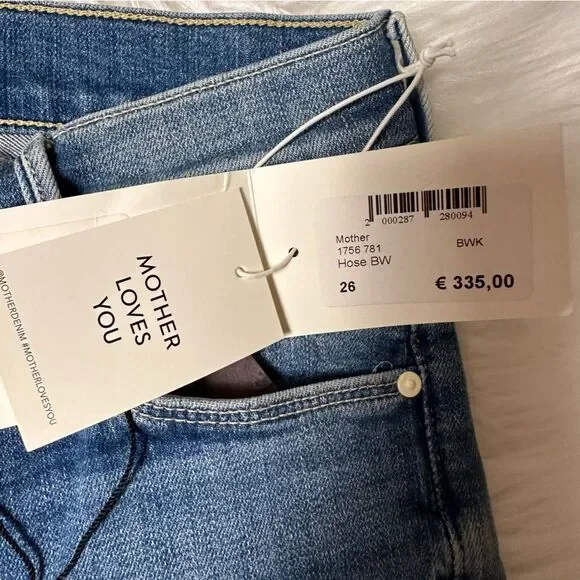 @MOTHERDENIM #MOTHERLOVESYOU
MOTHER
LOVES
YOU
2 000287 280094
Mother
1756 781 BWK
Hose BW
26 € 335,00